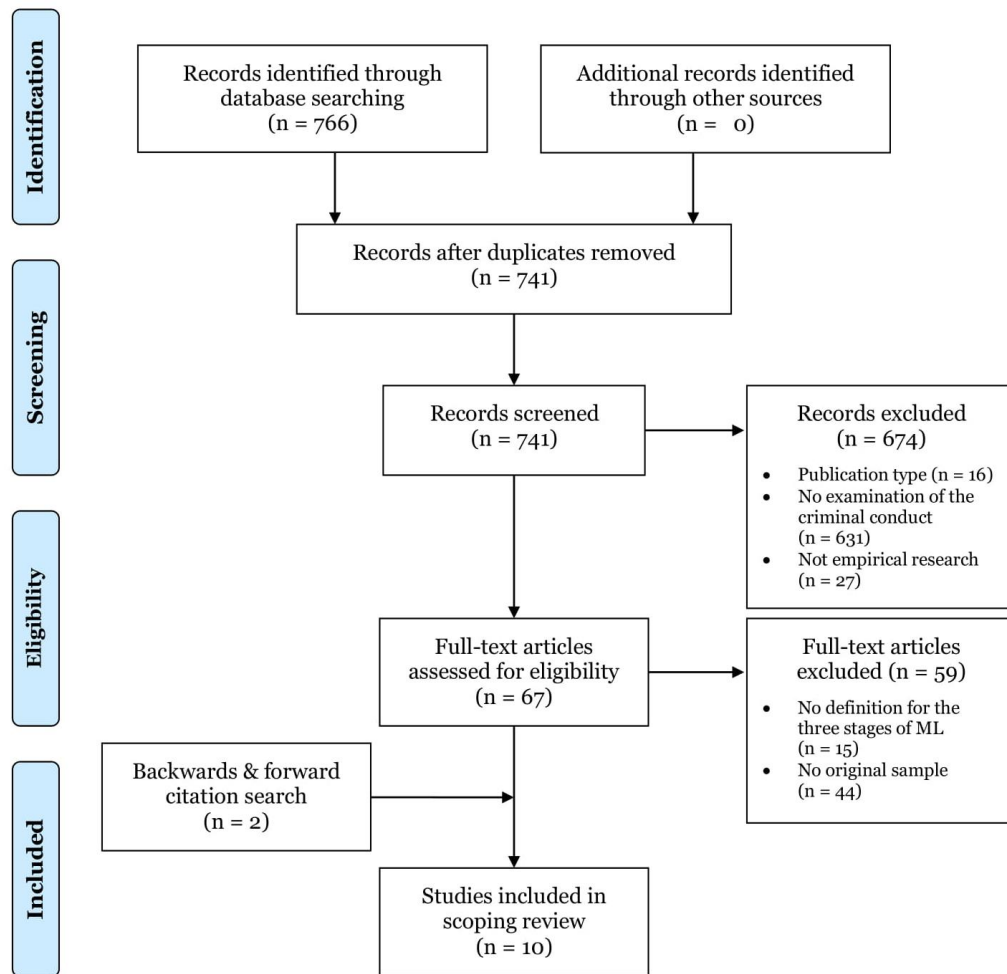 Identification
Records identified through
database searching
(n = 766)
Additional records identified
through other sources
(n = 0)
Records after duplicates removed
(n = 741)
Screening
Records screened
(n = 741)
Records excluded
(n = 674)
• Publication type (n = 16)
• No examination of the
criminal conduct
(n = 631)
• Not empirical research
(n = 27)
Eligibility
Full-text articles
assessed for eligibility
(n = 67)
Full-text articles
excluded (n = 59)
• No definition for the
three stages of ML
(n = 15)
• No original sample
(n = 44)
Included
Backwards & forward
citation search
(n = 2)
Studies included in
scoping review
(n = 10)